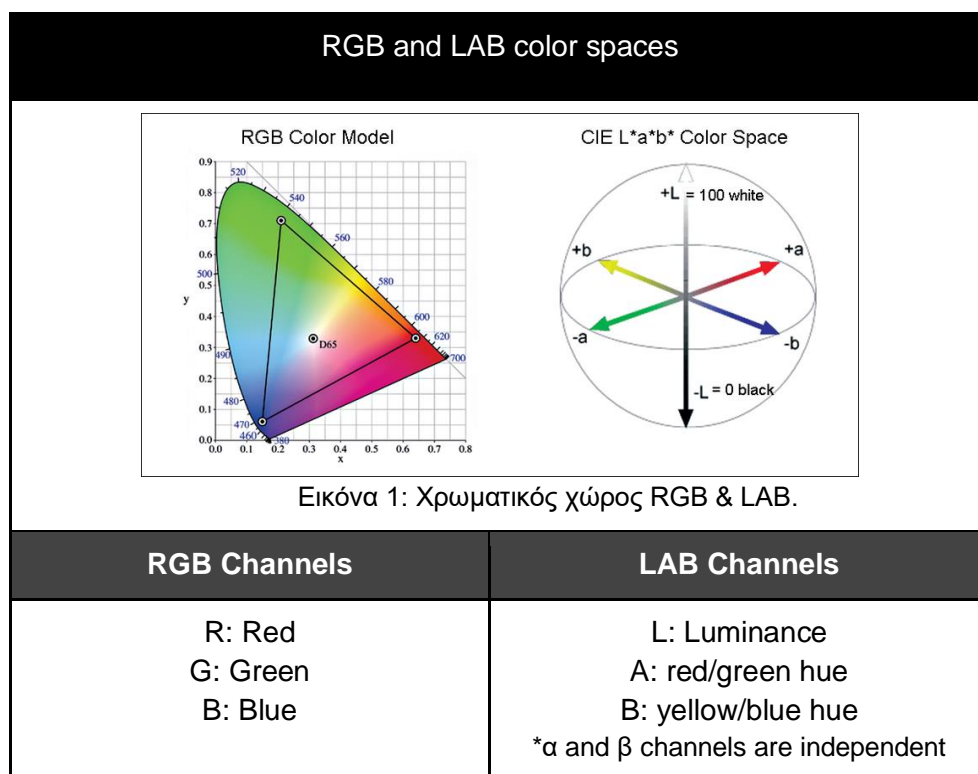 RGB and LAB color spaces
RGB Color Model
CIE L*a*b* Color Space
0.9
0.8
0.7
0.6
0.5
0.4
0.3
0.2
0.1
0.0
y
0.0 0.1 0.2 0.3 0.4 0.5 0.6 0.7 0.8
x
520
540
560
580
600
620
700
500
490
480
470
460
380
D65
+L = 100 white
+b
+a
-a
-b
-L = 0 black
Εικόνα 1: Χρωματικός χώρος RGB & LAB.
RGB Channels
R: Red
G: Green
B: Blue
LAB Channels
L: Luminance
A: red/green hue
B: yellow/blue hue
*α and β channels are independent